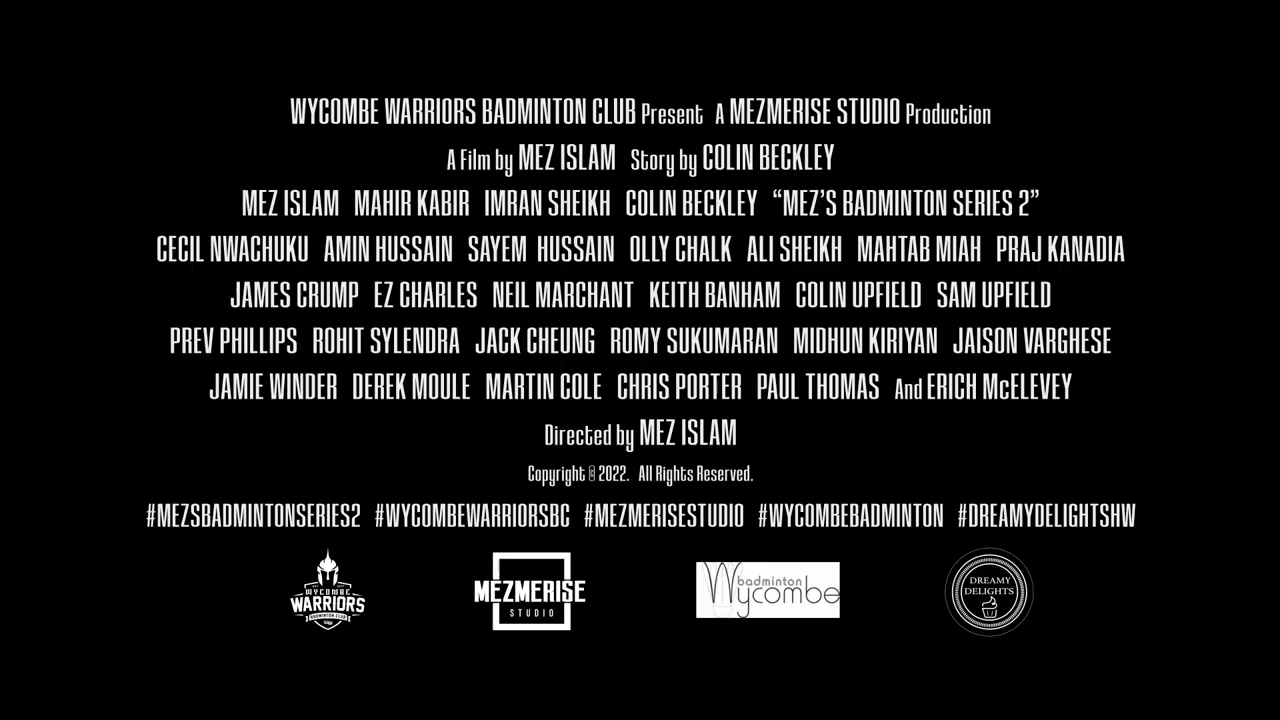 WYCOMBE WARRIORS BADMINTON CLUB Present A MEZMERISE STUDIO Production
A Film by MEZ ISLAM Story by COLIN BECKLEY
MEZ ISLAM MAHIR KABIR IMRAN SHEIKH COLIN BECKLEY “MEZ’S BADMINTON SERIES 2”
CECIL NWACHUKU AMIN HUSSAIN SAYEM HUSSAIN OLLY CHALK ALI SHEIKH MAHTAB MIAH PRAJ KANADIA
JAMES CRUMP EZ CHARLES NEIL MARCHANT KEITH BANHAM COLIN UPFIELD SAM UPFIELD
PREV PHILLIPS ROHIT SYLENDRA JACK CHEUNG ROMY SUKUMARAN MIDHUN KIRIYAN JAISON VARGHESE
JAMIE WINDER DEREK MOULE MARTIN COLE CHRIS PORTER PAUL THOMAS And ERICH McELEVEY
Directed by MEZ ISLAM
Copyright © 2022. All Rights Reserved.
#MEZSBADMINTONSERIES2 #WYCOMBEWARRIORSBC #MEZMERISESTUDIO #WYCOMBEBADMINTON #DREAMYDELIGHTSHW
WYCOMBE
WARRIORS
BADMINTON CLUB
MEZMERISE
STUDIO
badminton
Wycombe
DREAMY
DELIGHTS